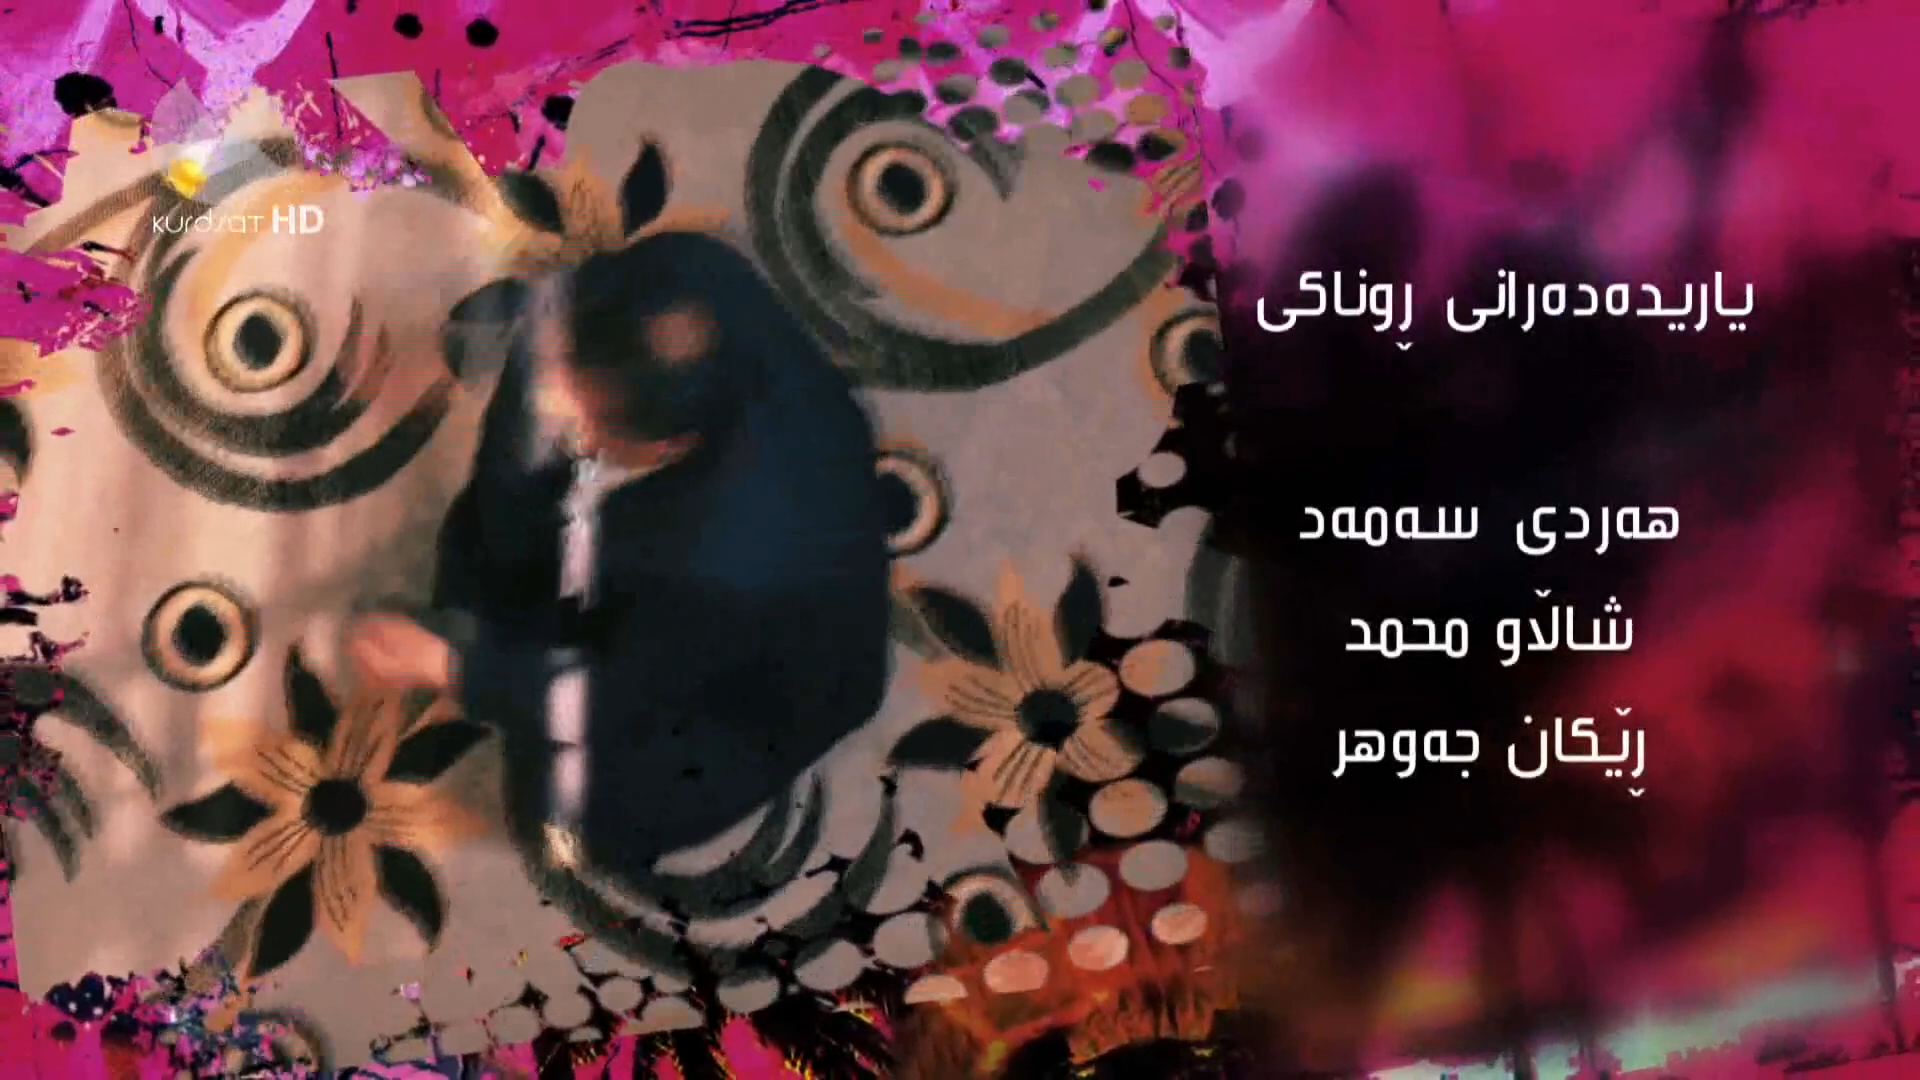 kurdsat HD
یاریدەدەرانی ڕوناکی
هەردی سەمەد
شاڵاو محمد
ڕێکان جەوهر